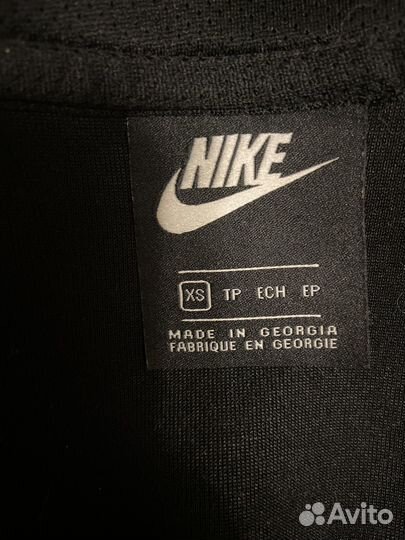 NIKE
XS TP ECH EP
MADE IN GEORGIA
FABRIQUE EN GEORGIE
Avito